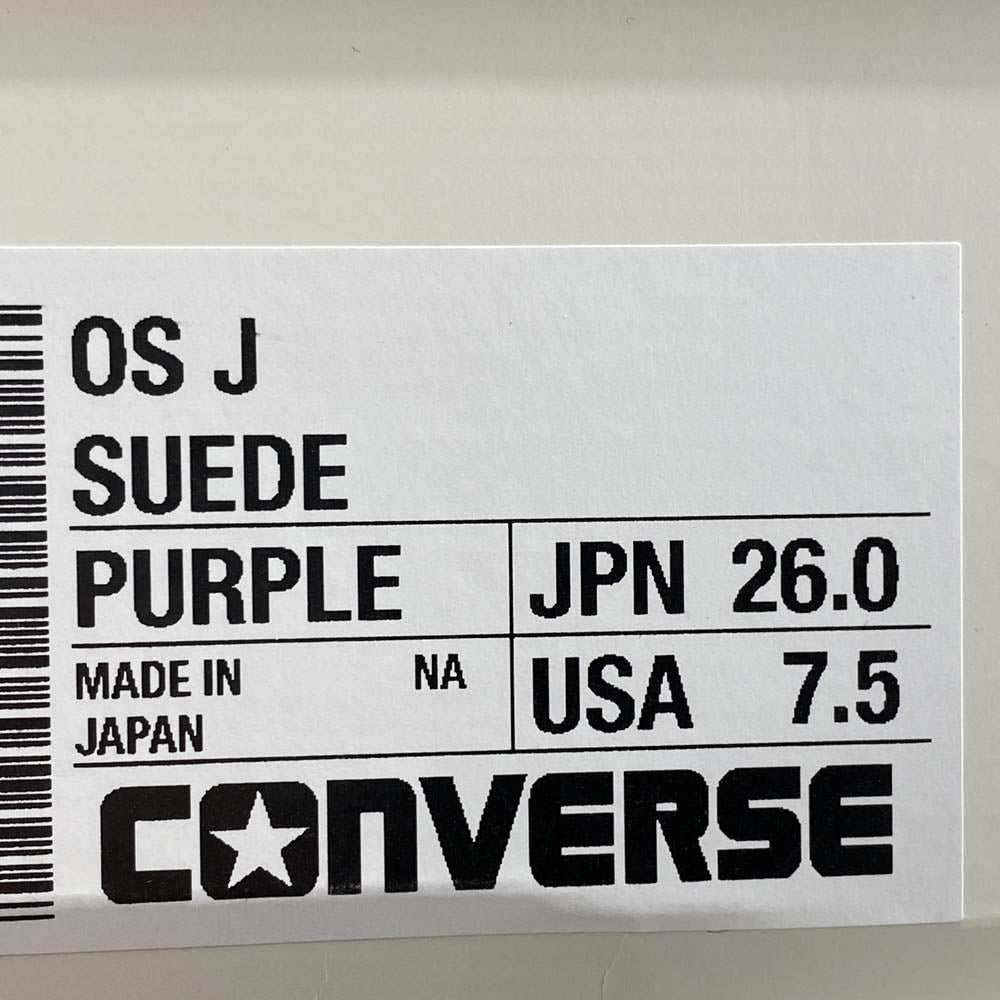 OS J
SUEDE
PURPLE
JPN 26.0
MADE IN
JAPAN
NA
USA 7.5
CONVERSE